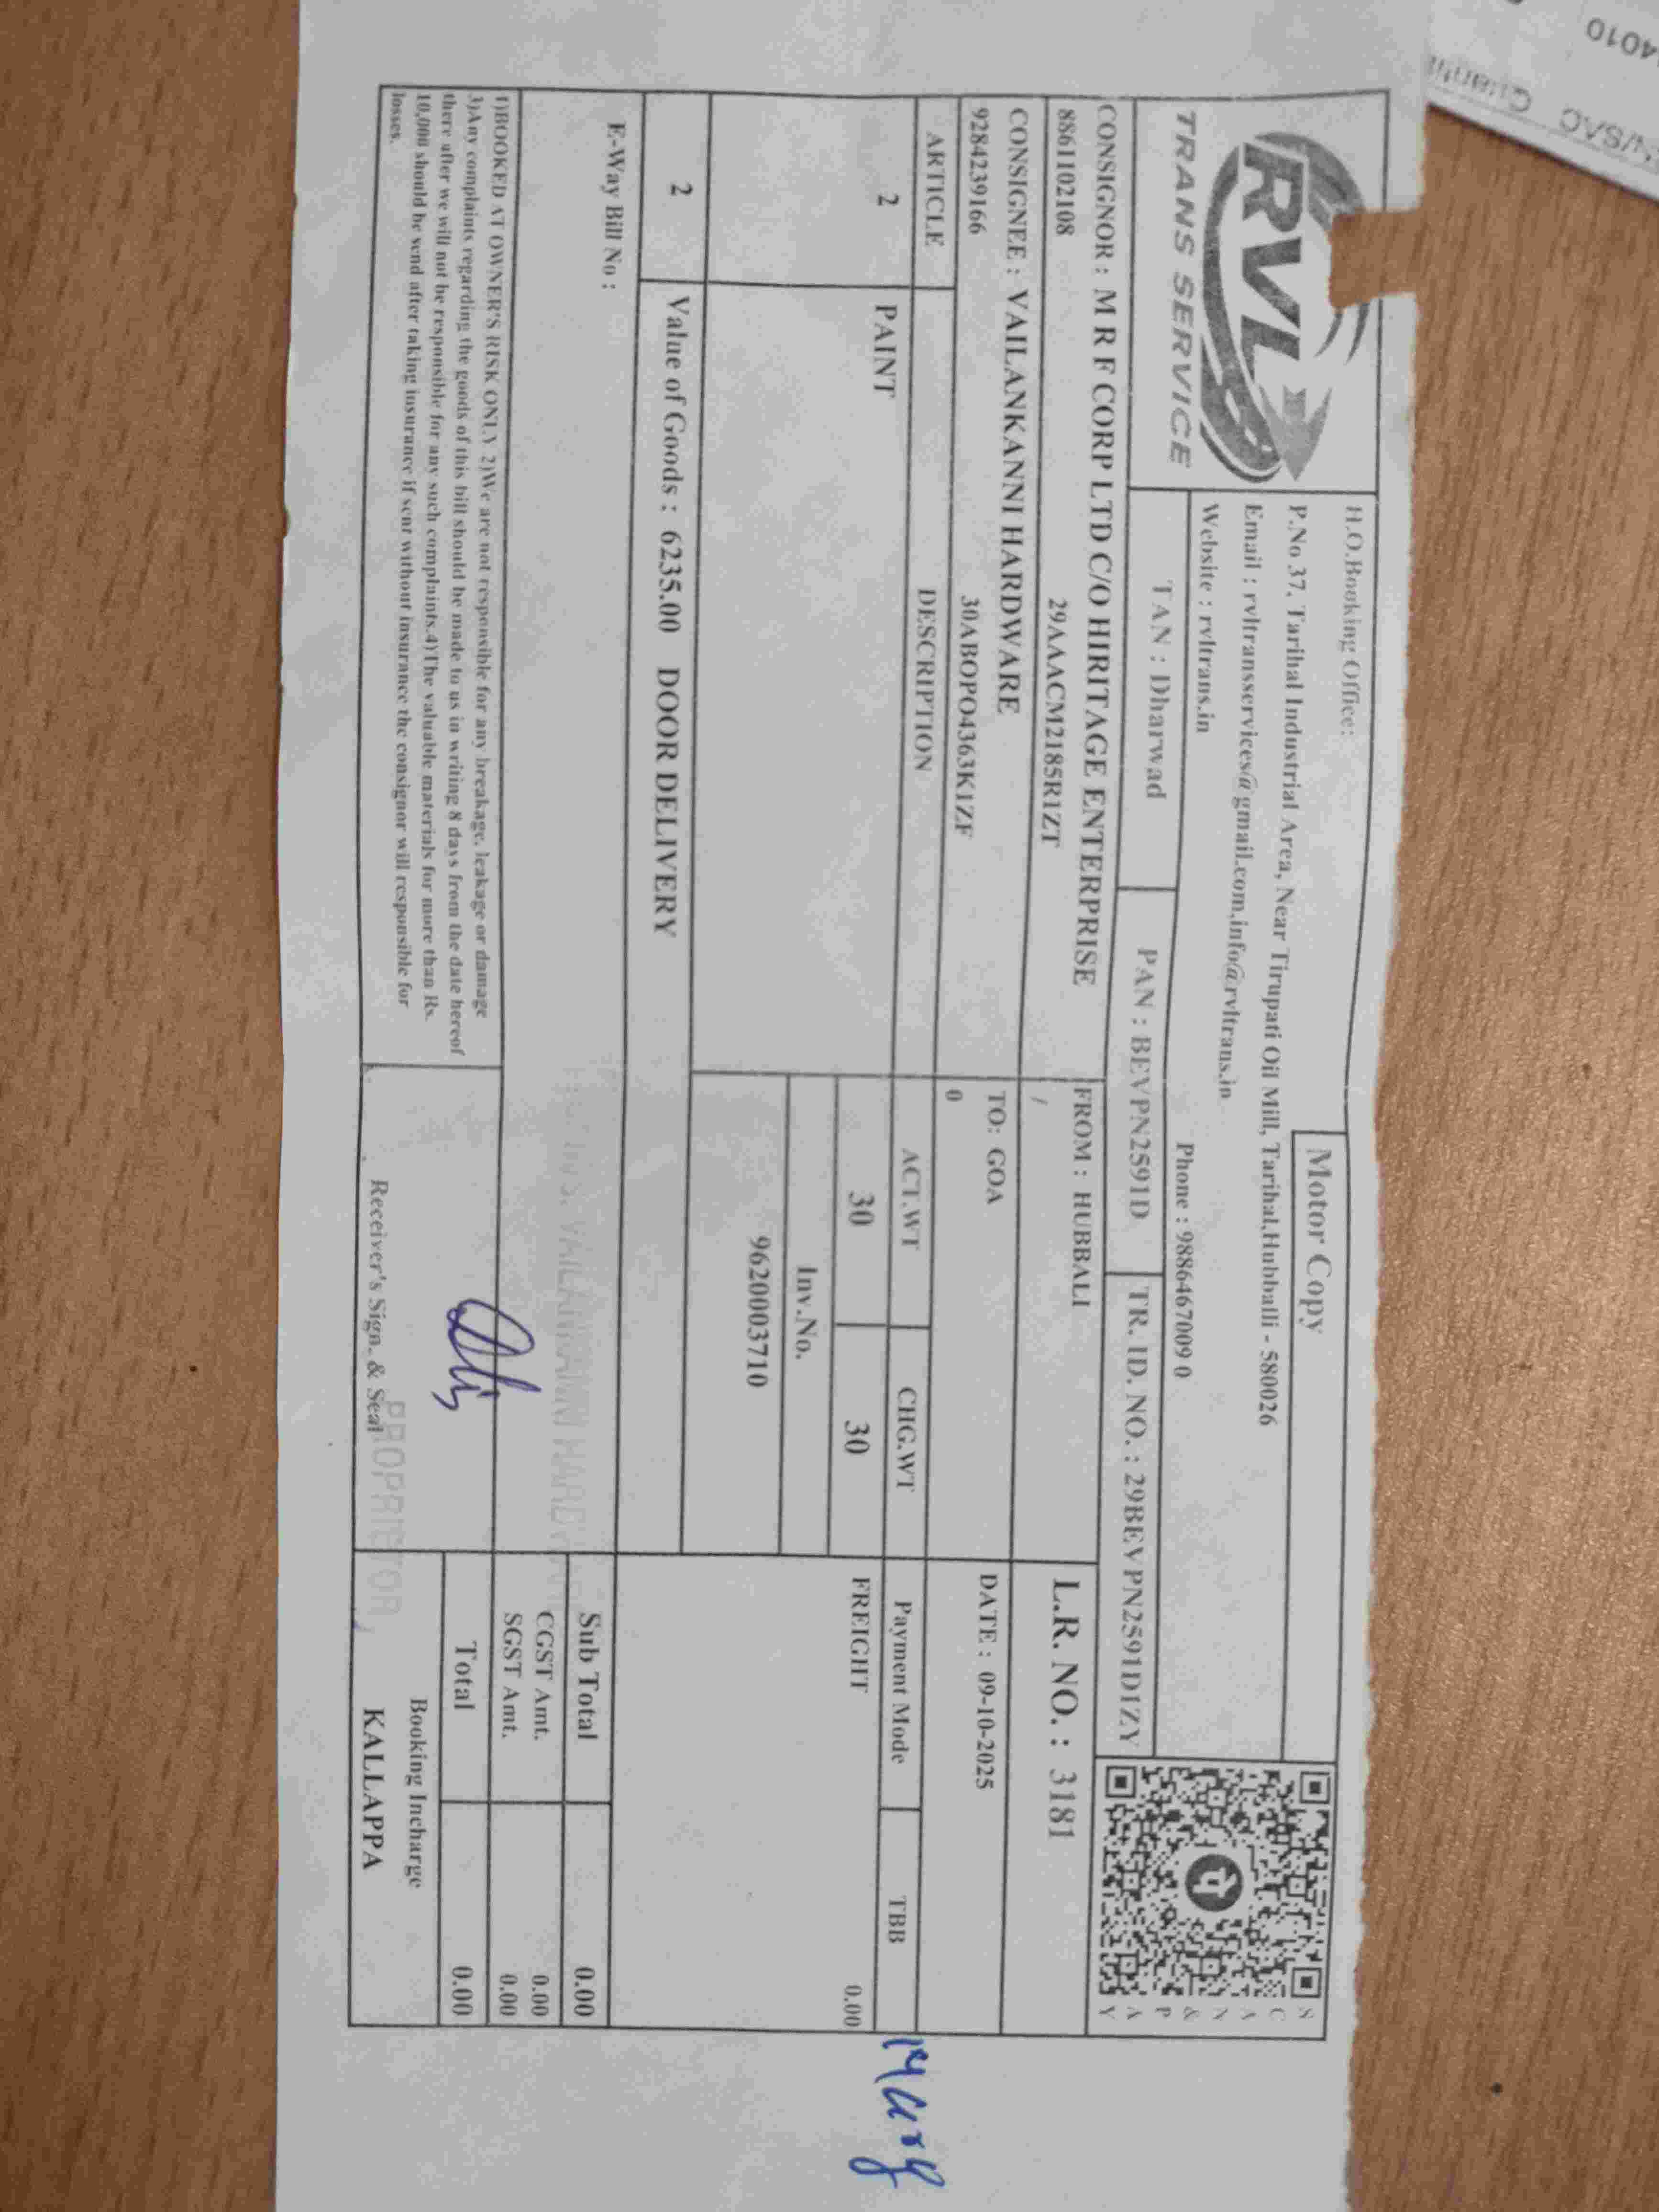 RVL
TRANS SERVICE
H.O.Booking Office:
Motor Copy
P.No 37, Tarihal Industrial Area, Near Tirupati Oil Mill, Tarihal,Hubballi - 580026
Email : rvltransservices@gmail.com,info@rvltrans.in
Website : rvltrans.in
Phone : 9886467009 0
SCAN & PAY
TAN : Dharwad
PAN : BEVPN2591D
TR. ID. NO. : 29BEVPN2591D1ZY
CONSIGNOR : M R F CORP LTD C/O HIRITAGE ENTERPRISE
8861102108 29AAACM2185R1ZT
FROM : HUBBALI
/
L.R. NO. : 3181
CONSIGNEE : VAILANKANNI HARDWARE
9284239166 30ABOPO4363K1ZF
TO: GOA
0
DATE : 09-10-2025
ARTICLE DESCRIPTION ACT.WT CHG.WT Payment Mode TBB
2 PAINT 30 30 FREIGHT 0.00
Inv.No.
9620003710
2 Value of Goods : 6235.00 DOOR DELIVERY
E-Way Bill No :
Sub Total 0.00
CGST Amt. 0.00
SGST Amt. 0.00
Total 0.00
VAILANKANNI HARDWARE
1)BOOKED AT OWNER'S RISK ONLY 2)We are not responsible for any breakage, leakage or damage
3)Any complaints regarding the goods of this bill should be made to us in writing 8 days from the date hereof
there after we will not be responsible for any such complaints.4)The valuable materials for more than Rs.
10,000 should be send after taking insurance if sent without insurance the consignor will responsible for
losses.
Receiver's Sign. & Seal
PROPRIETOR
Booking Incharge
KALLAPPA
4010
Quantit
N/SAC